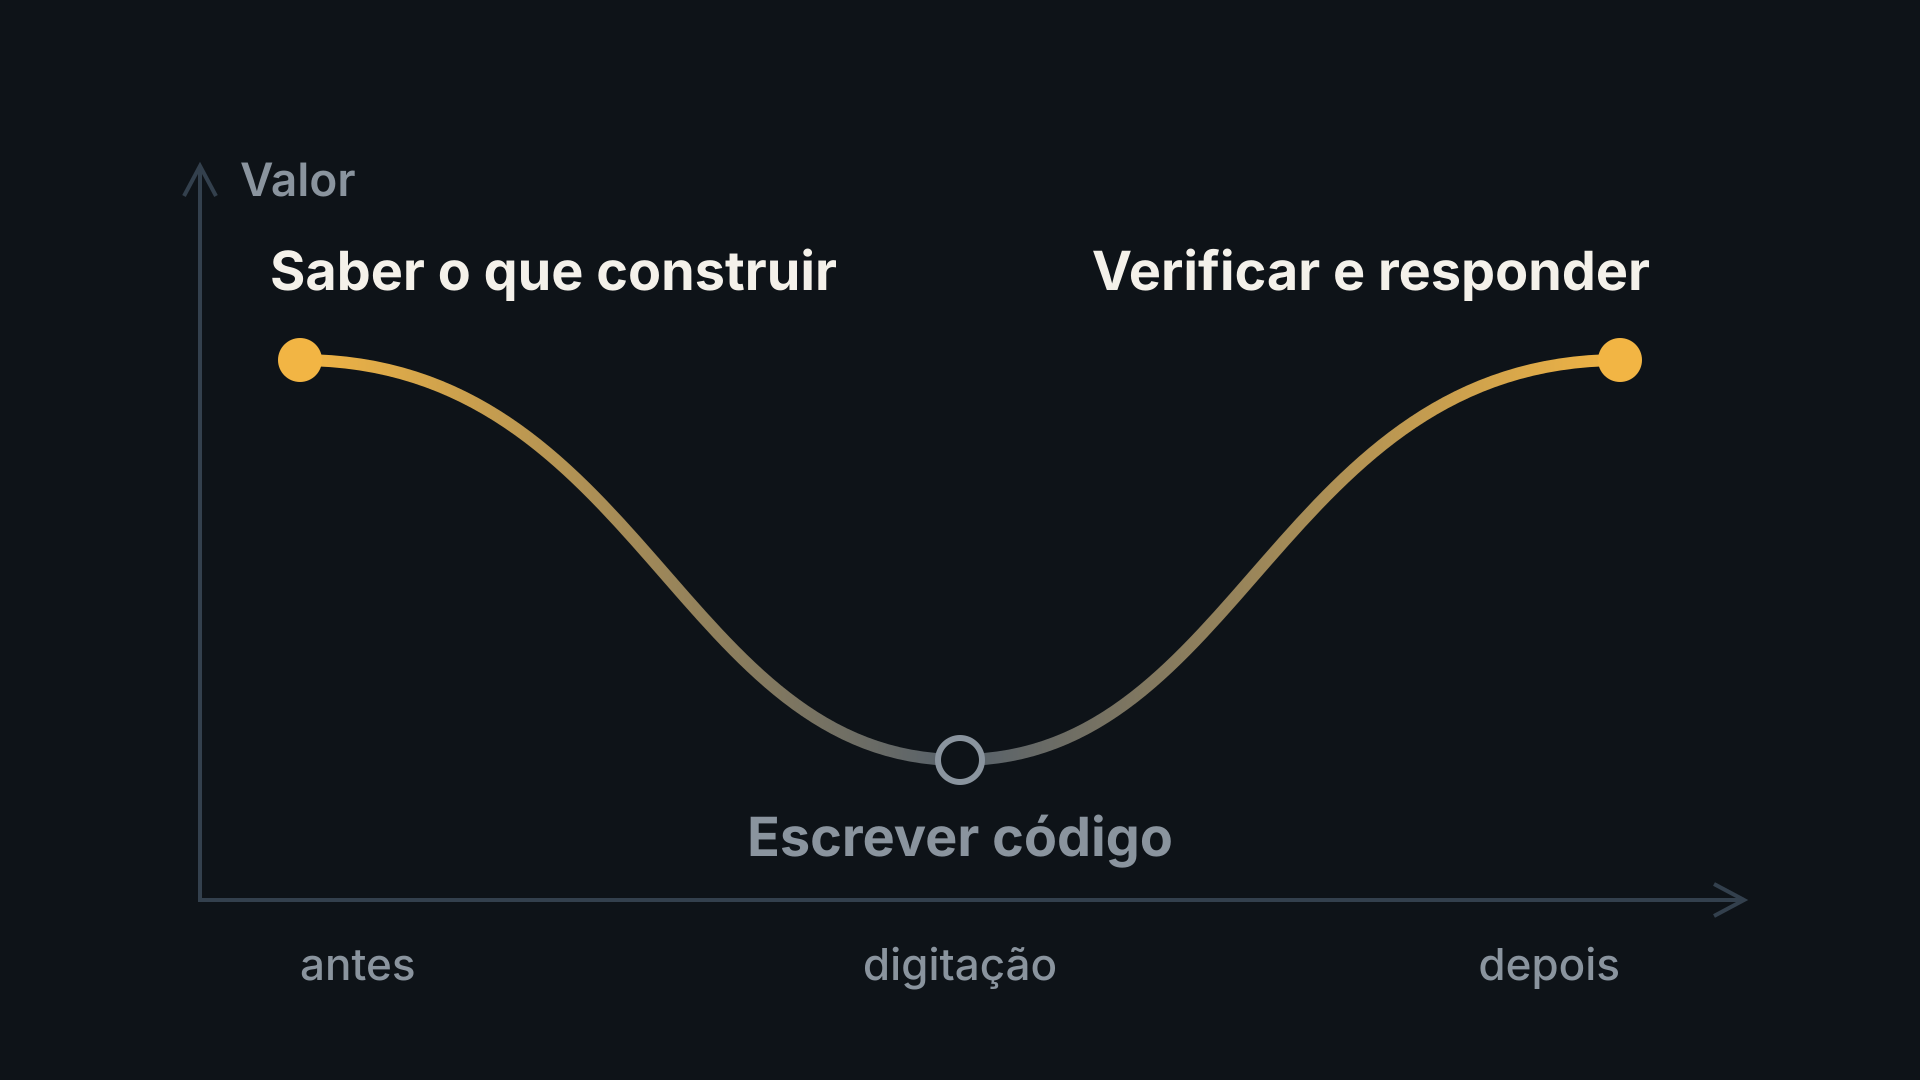 Valor
Saber o que construir
Verificar e responder
Escrever código
antes
digitação
depois